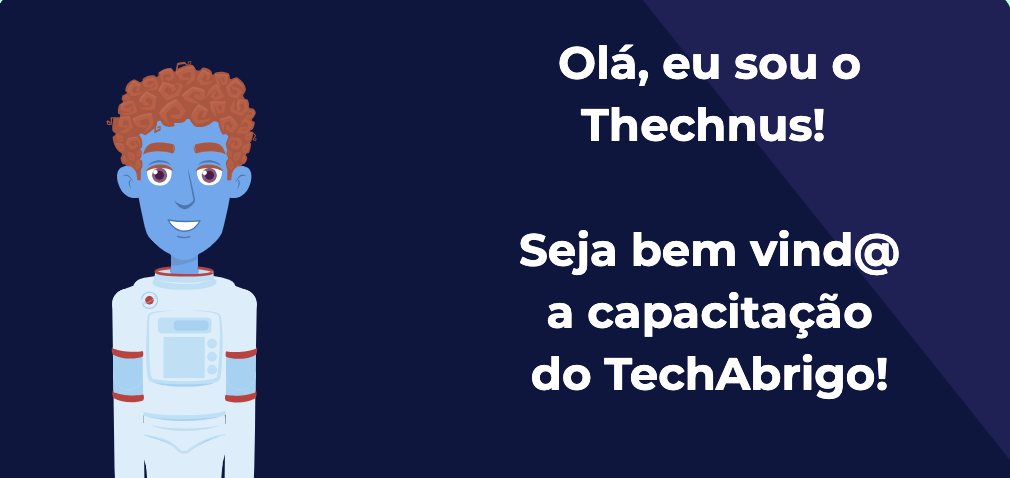 Olá, eu sou o
Thechnus!
Seja bem vind@
a capacitação
do TechAbrigo!